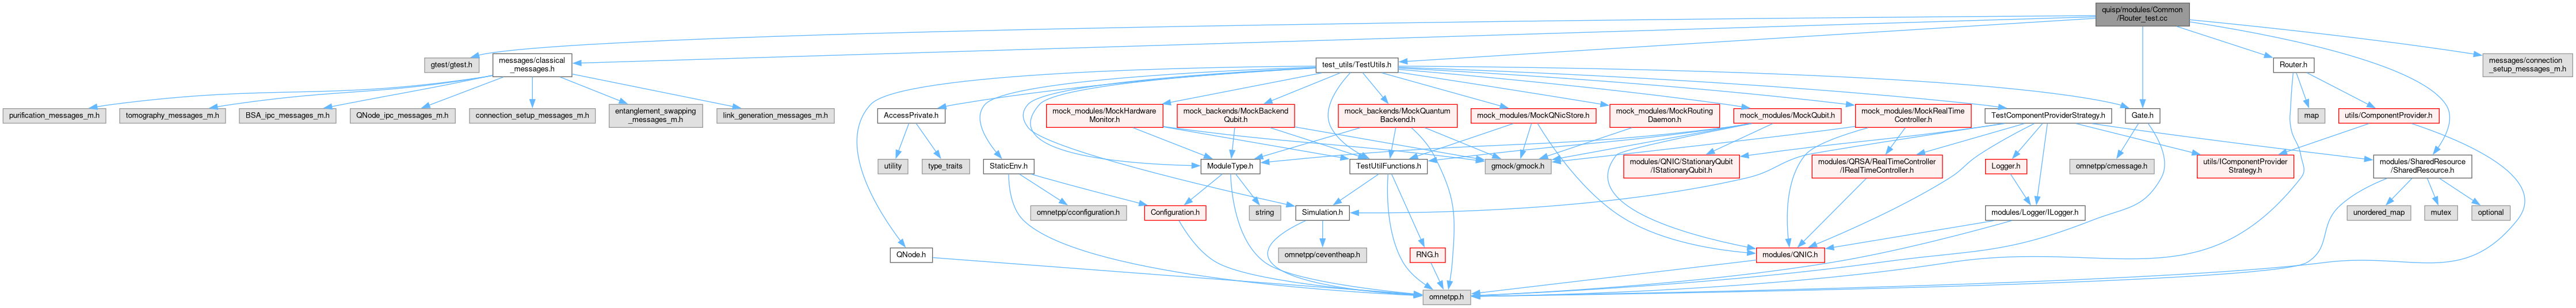 quisp/modules/Common
/Router_test.cc
gtest/gtest.h
messages/classical
_messages.h
test_utils/TestUtils.h
Router.h
messages/connection
_setup_messages_m.h
purification_messages_m.h
tomography_messages_m.h
BSA_ipc_messages_m.h
QNode_ipc_messages_m.h
connection_setup_messages_m.h
entanglement_swapping
_messages_m.h
link_generation_messages_m.h
AccessPrivate.h
mock_modules/MockHardware
Monitor.h
mock_backends/MockBackend
Qubit.h
mock_backends/MockQuantum
Backend.h
mock_modules/MockQNicStore.h
mock_modules/MockRouting
Daemon.h
mock_modules/MockQubit.h
mock_modules/MockRealTime
Controller.h
TestComponentProviderStrategy.h
Gate.h
map
utils/ComponentProvider.h
utility
type_traits
StaticEnv.h
ModuleType.h
TestUtilFunctions.h
gmock/gmock.h
modules/QNIC/StationaryQubit
/IStationaryQubit.h
modules/QRSA/RealTimeController
/IRealTimeController.h
Logger.h
omnetpp/cmessage.h
utils/IComponentProvider
Strategy.h
modules/SharedResource
/SharedResource.h
omnetpp/cconfiguration.h
Configuration.h
string
Simulation.h
modules/Logger/ILogger.h
unordered_map
mutex
optional
QNode.h
omnetpp/ceventheap.h
RNG.h
modules/QNIC.h
omnetpp.h